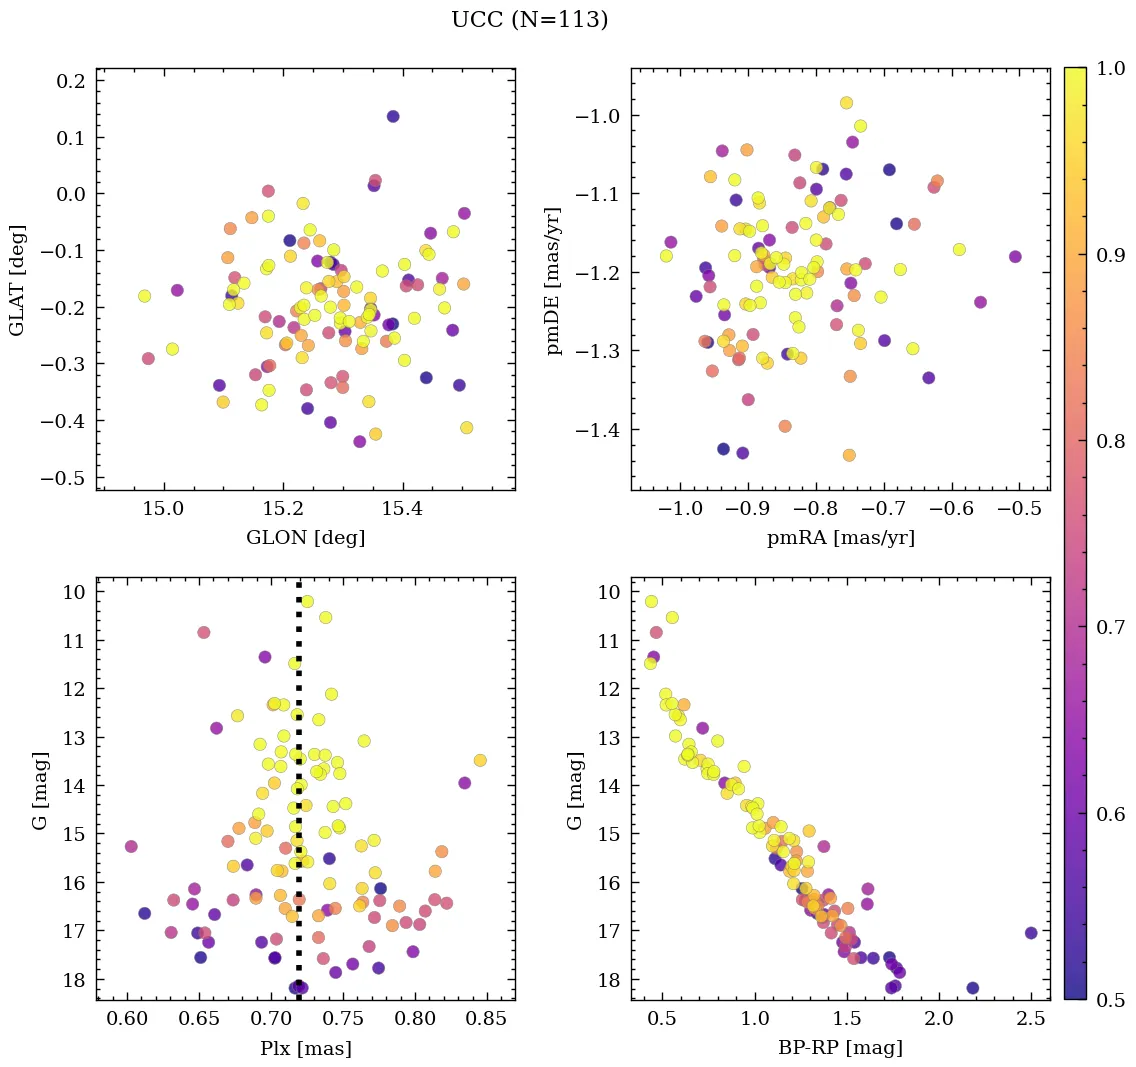 UCC (N=113)
0.2
0.1
0.0
−0.1
−0.2
−0.3
−0.4
−0.5
GLAT [deg]
15.0 15.2 15.4
GLON [deg]
−1.0
−1.1
−1.2
−1.3
−1.4
pmDE [mas/yr]
−1.0 −0.9 −0.8 −0.7 −0.6 −0.5
pmRA [mas/yr]
1.0
0.9
0.8
0.7
0.6
0.5
10
11
12
13
14
15
16
17
18
G [mag]
0.60 0.65 0.70 0.75 0.80 0.85
Plx [mas]
10
11
12
13
14
15
16
17
18
G [mag]
0.5 1.0 1.5 2.0 2.5
BP-RP [mag]